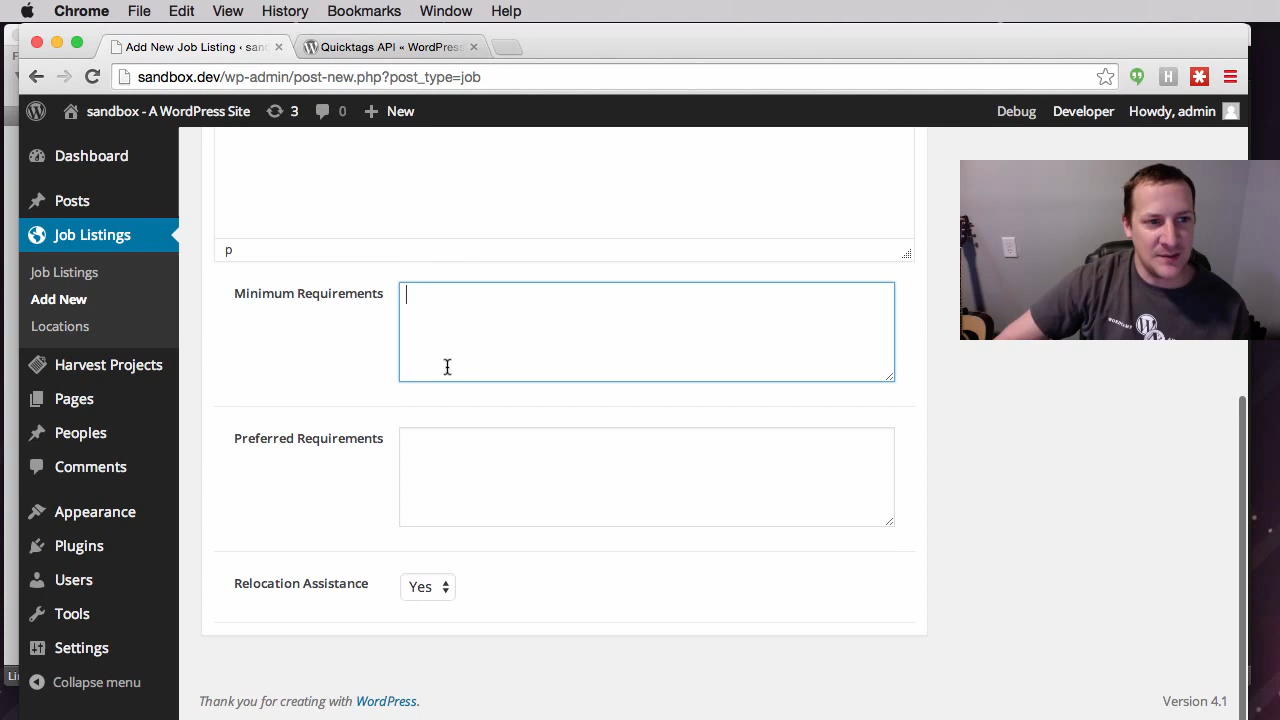 Chrome File Edit View History Bookmarks Window Help
Add New Job Listing ‹ san
Quicktags API « WordPress
sandbox.dev/wp-admin/post-new.php?post_type=job
sandbox - A WordPress Site 3 0 New Debug Developer Howdy, admin
Dashboard
Posts
Job Listings
Job Listings
Add New
Locations
Harvest Projects
Pages
Peoples
Comments
Appearance
Plugins
Users
Tools
Settings
Collapse menu
p
Minimum Requirements
Preferred Requirements
Relocation Assistance Yes
Thank you for creating with WordPress. Version 4.1